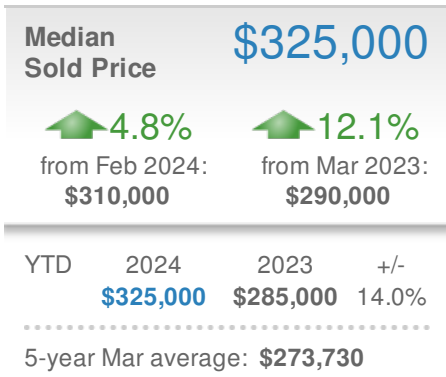 Median $325,000
Sold Price
4.8% 12.1%
from Feb 2024: from Mar 2023:
$310,000 $290,000
YTD 2024 2023 +/-
$325,000 $285,000 14.0%
5-year Mar average: $273,730